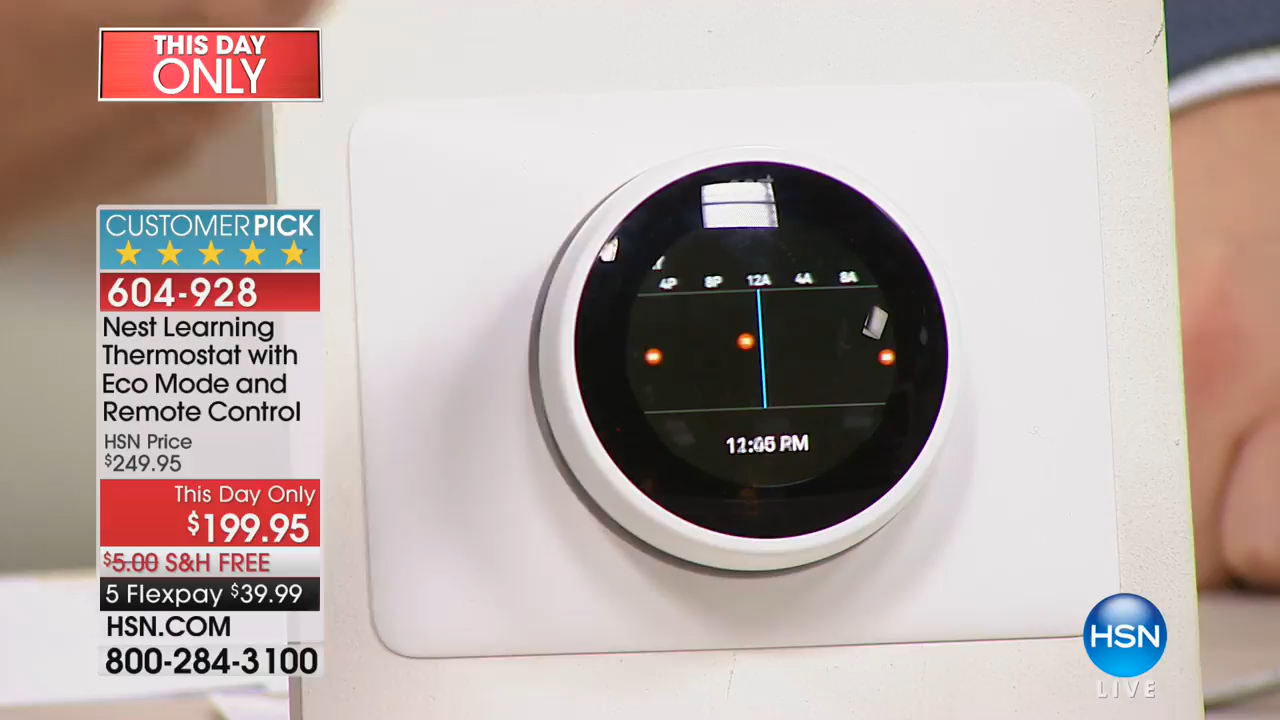 THIS DAY
ONLY
CUSTOMER PICK
604-928
Nest Learning
Thermostat with
Eco Mode and
Remote Control
HSN Price
$249.95
This Day Only
$199.95
$5.00 S&H FREE
5 Flexpay $39.99
HSN.COM
800-284-3100
4P 8P 12A 4A 8A
PM
HSN
LIVE